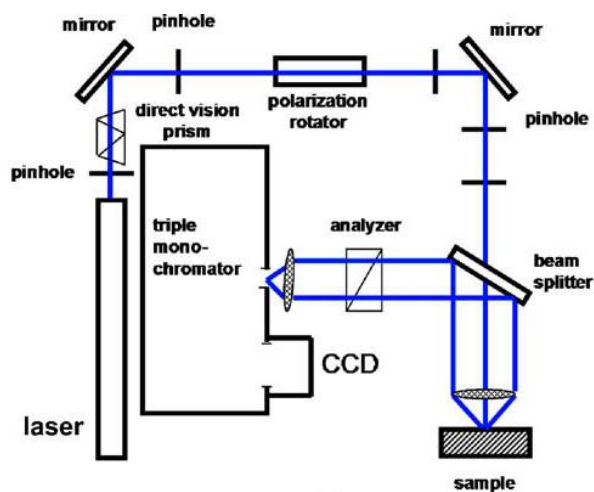 pinhole
mirror
mirror
direct vision
prism
polarization
rotator
pinhole
pinhole
triple
mono-
chromator
analyzer
beam
splitter
CCD
laser
sample